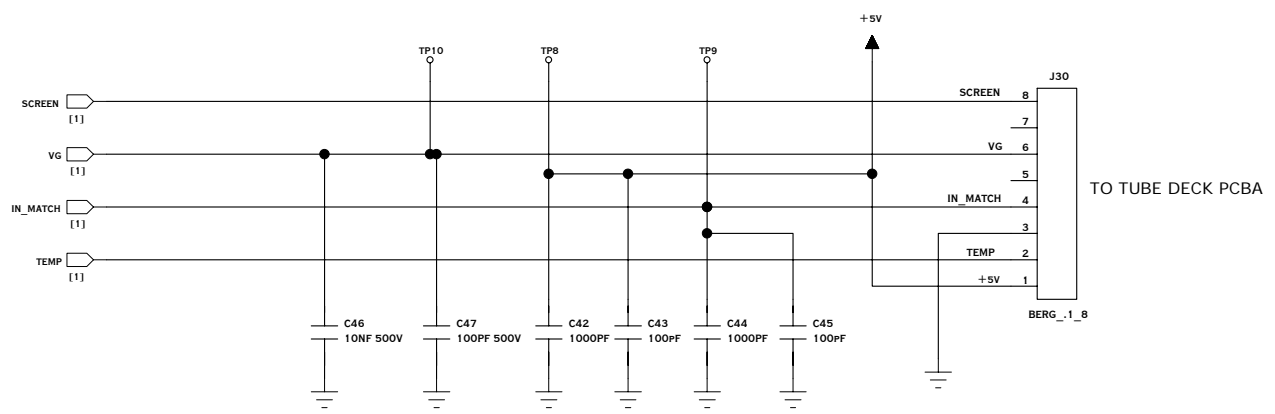 +5V
TP10
TP8
TP9
J30
SCREEN
[1]
SCREEN
8
7
VG
[1]
VG
6
5
TO TUBE DECK PCBA
IN_MATCH
[1]
IN_MATCH
4
3
TEMP
[1]
TEMP
2
+5V
1
BERG_.1_8
C46
10NF 500V
C47
100PF 500V
C42
1000PF
C43
100pF
C44
1000PF
C45
100pF